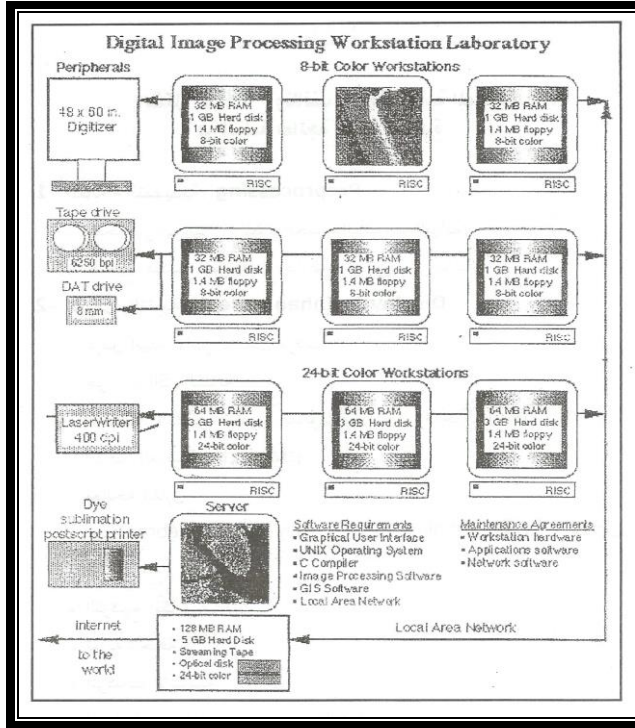 Digital Image Processing Workstation Laboratory
Peripherals
8-bit Color Workstations
48 x 60 in.
Digitizer
32 MB RAM
1 GB Hard disk
1.4 MB floppy
8-bit color
RISC
RISC
32 MB RAM
1 GB Hard disk
1.4 MB floppy
8-bit color
RISC
Tape drive
6250 bpi
DAT drive
8 mm
32 MB RAM
1 GB Hard disk
1.4 MB floppy
8-bit color
RISC
32 MB RAM
1 GB Hard disk
1.4 MB floppy
8-bit color
RISC
32 MB RAM
1 GB Hard disk
1.4 MB floppy
8-bit color
RISC
24-bit Color Workstations
LaserWriter
400 dpi
64 MB RAM
3 GB Hard disk
1.4 MB floppy
24-bit color
RISC
64 MB RAM
3 GB Hard disk
1.4 MB floppy
24-bit color
RISC
64 MB RAM
3 GB Hard disk
1.4 MB floppy
24-bit color
RISC
Dye
sublimation
postscript printer
Server
Software Requirements
• Graphical User Interface
• UNIX Operating System
• C Compiler
• Image Processing Software
• GIS Software
• Local Area Network
Maintenance Agreements
• Workstation hardware
• Applications software
• Network software
Internet
to the
world
• 128 MB RAM
• 5 GB Hard Disk
• Streaming Tape
• Optical disk
• 24-bit color
Local Area Network